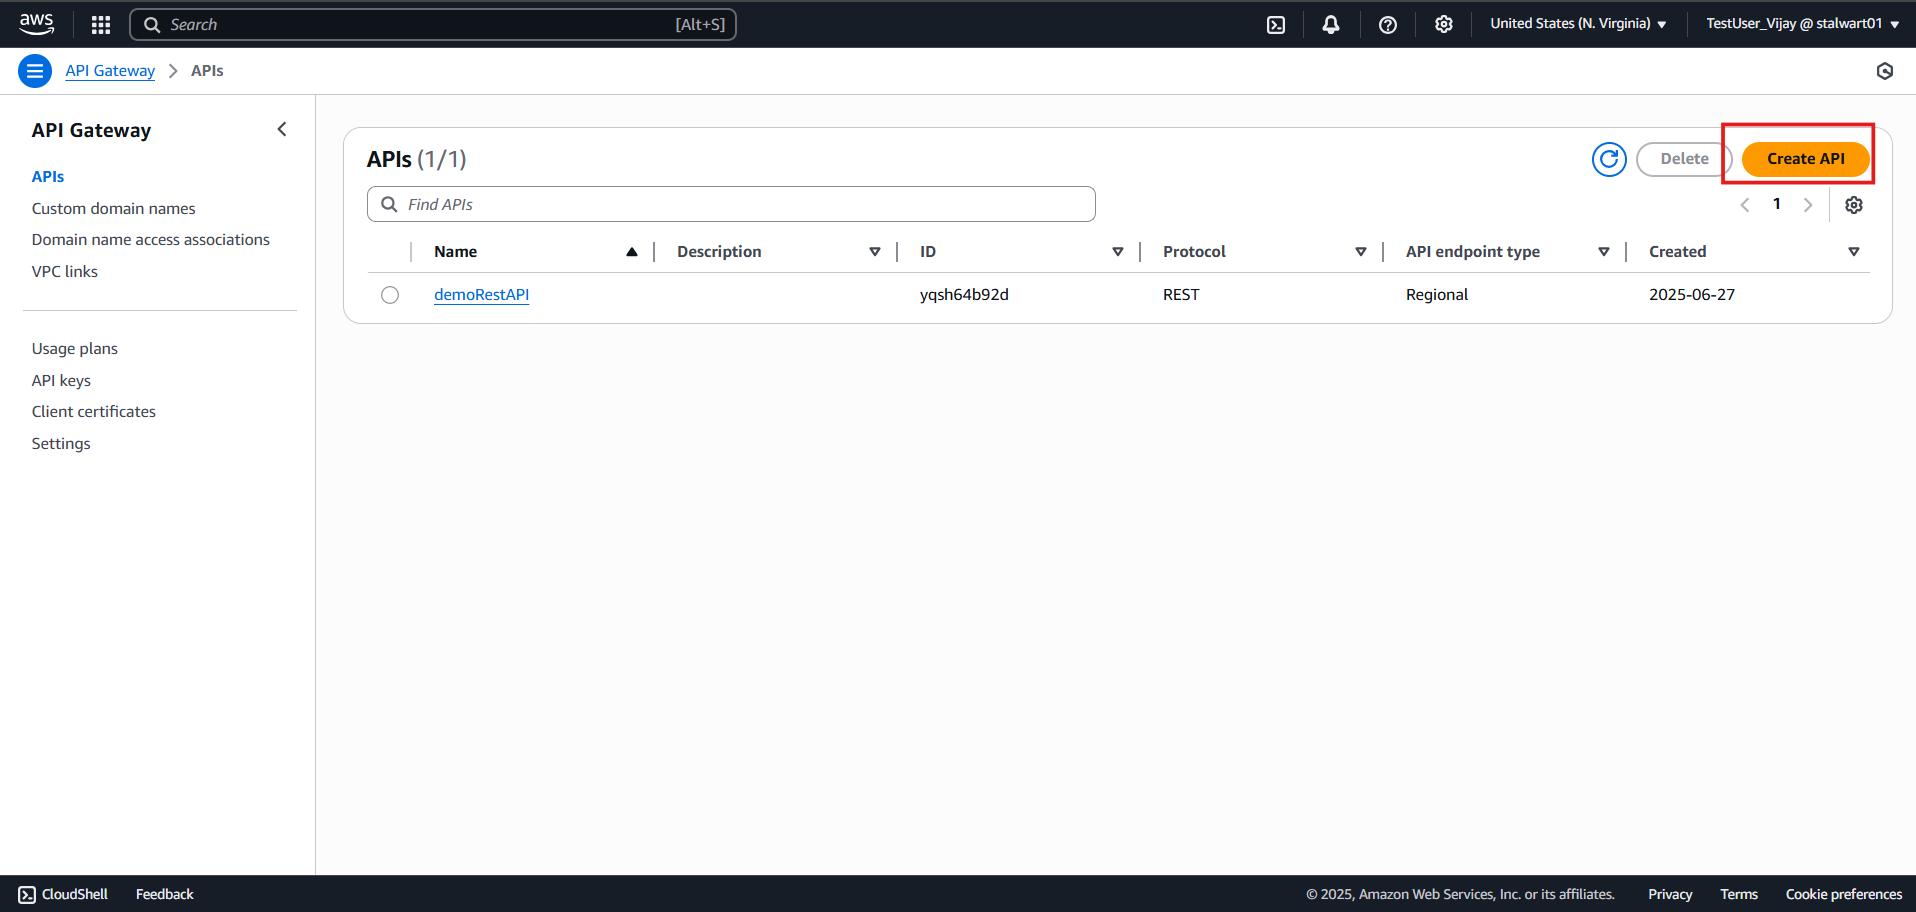 aws
Search [Alt+S]
United States (N. Virginia)
TestUser_Vijay @ stalwart01
API Gateway
APIs
API Gateway
APIs
Custom domain names
Domain name access associations
VPC links
Usage plans
API keys
Client certificates
Settings
APIs (1/1)
Delete
Create API
Find APIs
1
Name Description ID Protocol API endpoint type Created
demoRestAPI yqsh64b92d REST Regional 2025-06-27
CloudShell Feedback © 2025, Amazon Web Services, Inc. or its affiliates. Privacy Terms Cookie preferences